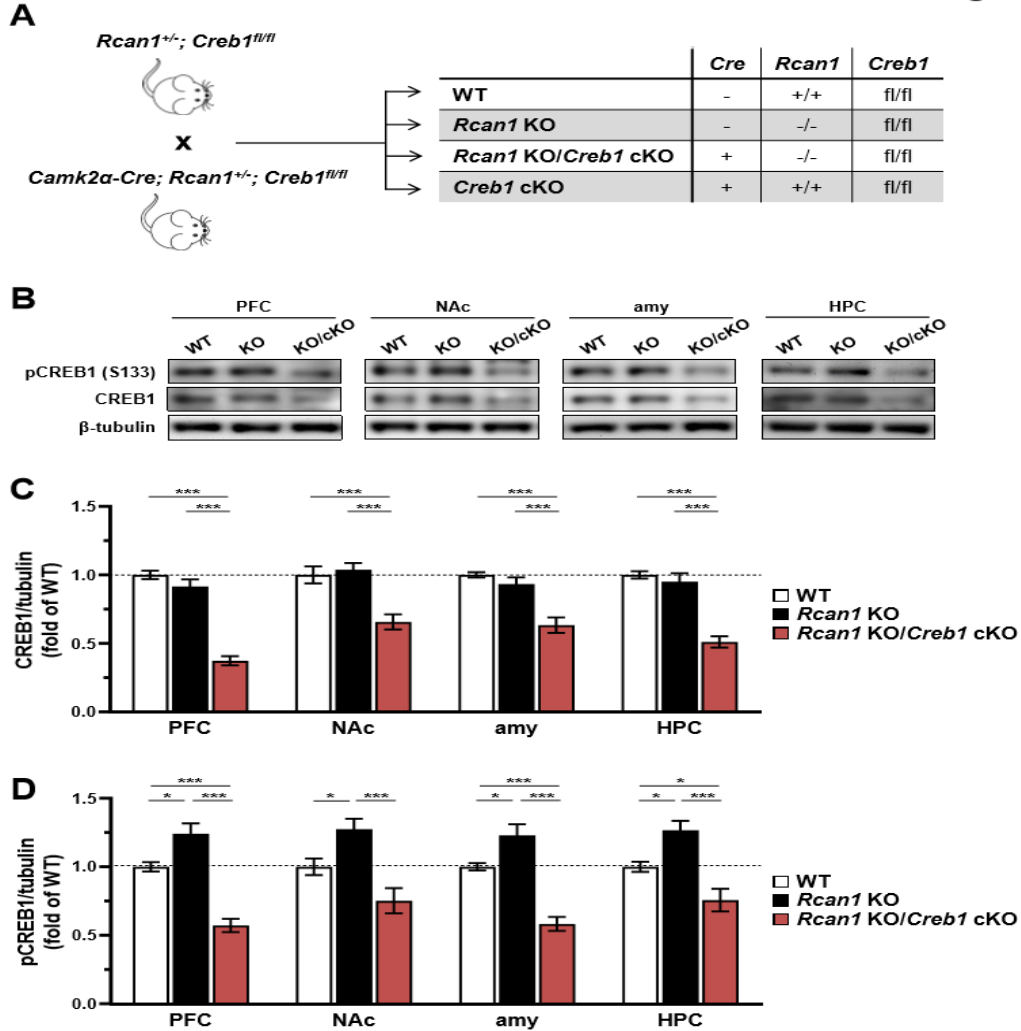 A
Rcan1+/-; Creb1fl/fl
x
Camk2α-Cre; Rcan1+/-; Creb1fl/fl
Cre Rcan1 Creb1
WT - +/+ fl/fl
Rcan1 KO - -/- fl/fl
Rcan1 KO/Creb1 cKO + -/- fl/fl
Creb1 cKO + +/+ fl/fl
B
PFC NAc amy HPC
WT KO KO/cKO WT KO KO/cKO WT KO KO/cKO WT KO KO/cKO
pCREB1 (S133)
CREB1
β-tubulin
C
*** *** *** ***
*** *** *** ***
CREB1/tubulin
(fold of WT)
1.5
1.0
0.5
0.0
PFC NAc amy HPC
WT
Rcan1 KO
Rcan1 KO/Creb1 cKO
D
*** *** *
* *** * *** * *** * ***
pCREB1/tubulin
(fold of WT)
1.5
1.0
0.5
0.0
PFC NAc amy HPC
WT
Rcan1 KO
Rcan1 KO/Creb1 cKO